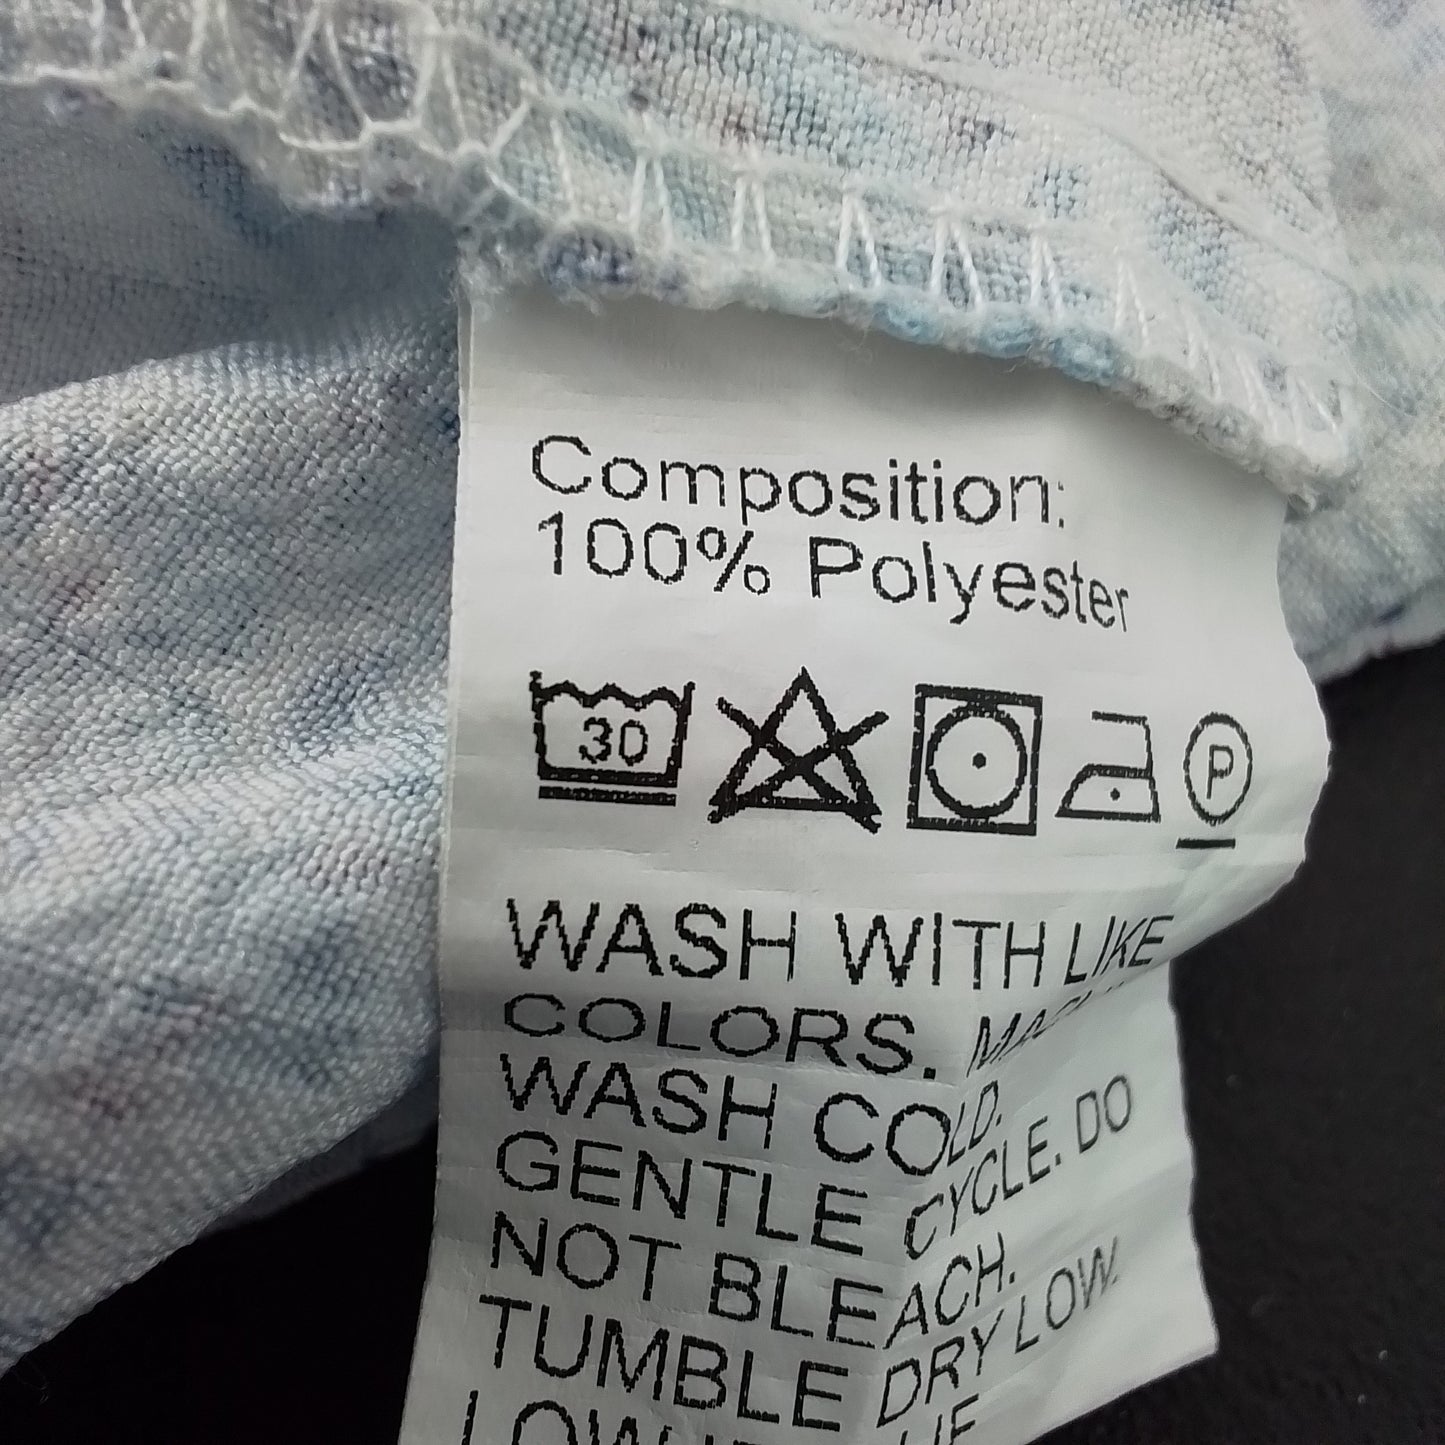 Composition:
100% Polyester
30 P
WASH WITH LIKE
COLORS.
WASH COLD.
GENTLE CYCLE. DO
NOT BLEACH.
TUMBLE DRY LOW.